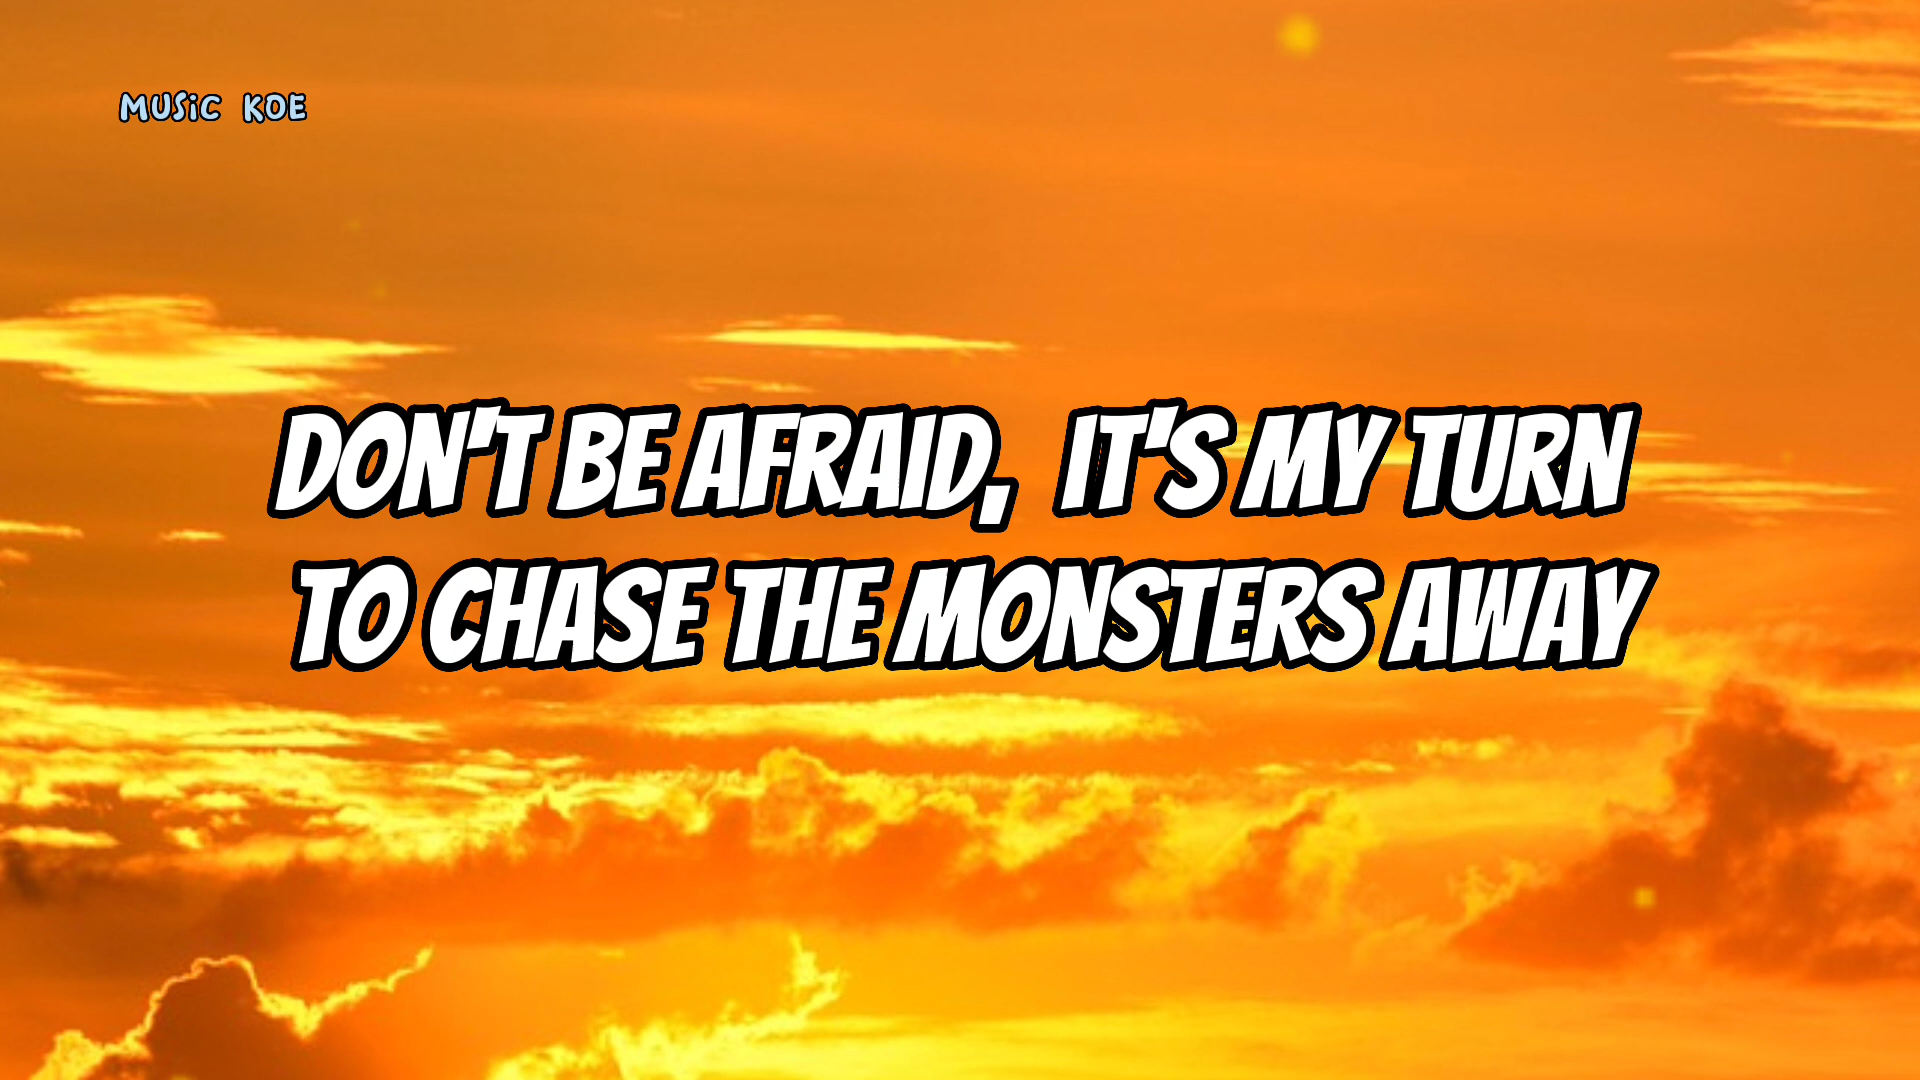 MUSiC KOE
DON'T BE AFRAID, IT'S MY TURN
TO CHASE THE MONSTERS AWAY